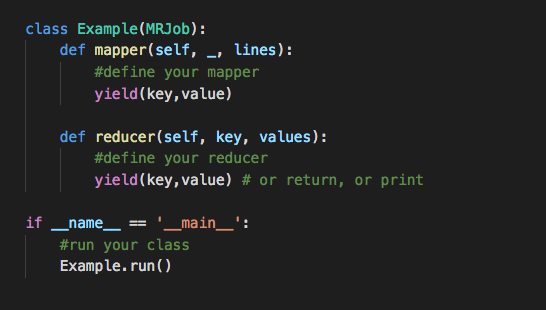 class Example(MRJob):
    def mapper(self, _, lines):
        #define your mapper
        yield(key,value)

    def reducer(self, key, values):
        #define your reducer
        yield(key,value) # or return, or print

if __name__ == '__main__':
    #run your class
    Example.run()